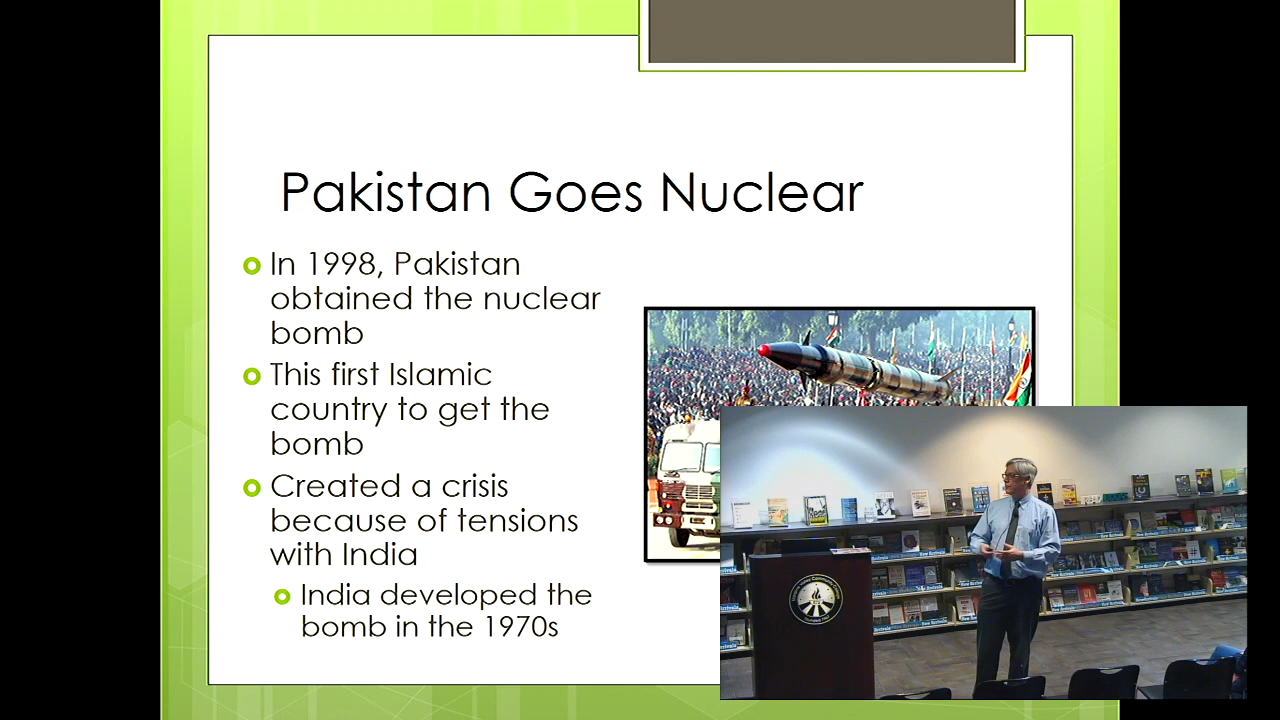 Pakistan Goes Nuclear
In 1998, Pakistan
obtained the nuclear
bomb
This first Islamic
country to get the
bomb
Created a crisis
because of tensions
with India
India developed the
bomb in the 1970s